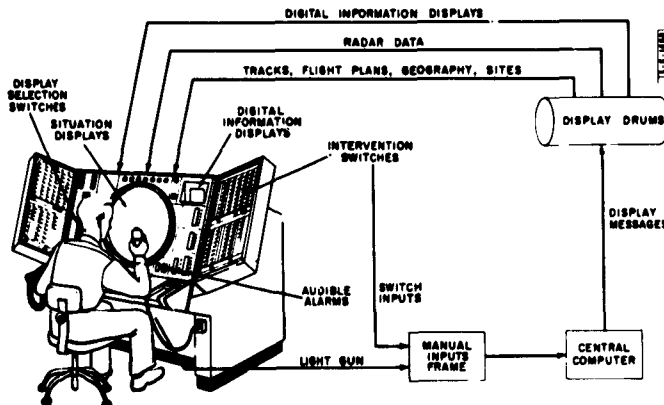 DIGITAL INFORMATION DISPLAYS
RADAR DATA
TRACKS, FLIGHT PLANS, GEOGRAPHY, SITES
DISPLAY
SELECTION
SWITCHES
SITUATION
DISPLAYS
DIGITAL
INFORMATION
DISPLAYS
INTERVENTION
SWITCHES
DISPLAY DRUMS
DISPLAY
MESSAGES
AUDIBLE
ALARMS
SWITCH
INPUTS
LIGHT GUN
MANUAL
INPUTS
FRAME
CENTRAL
COMPUTER